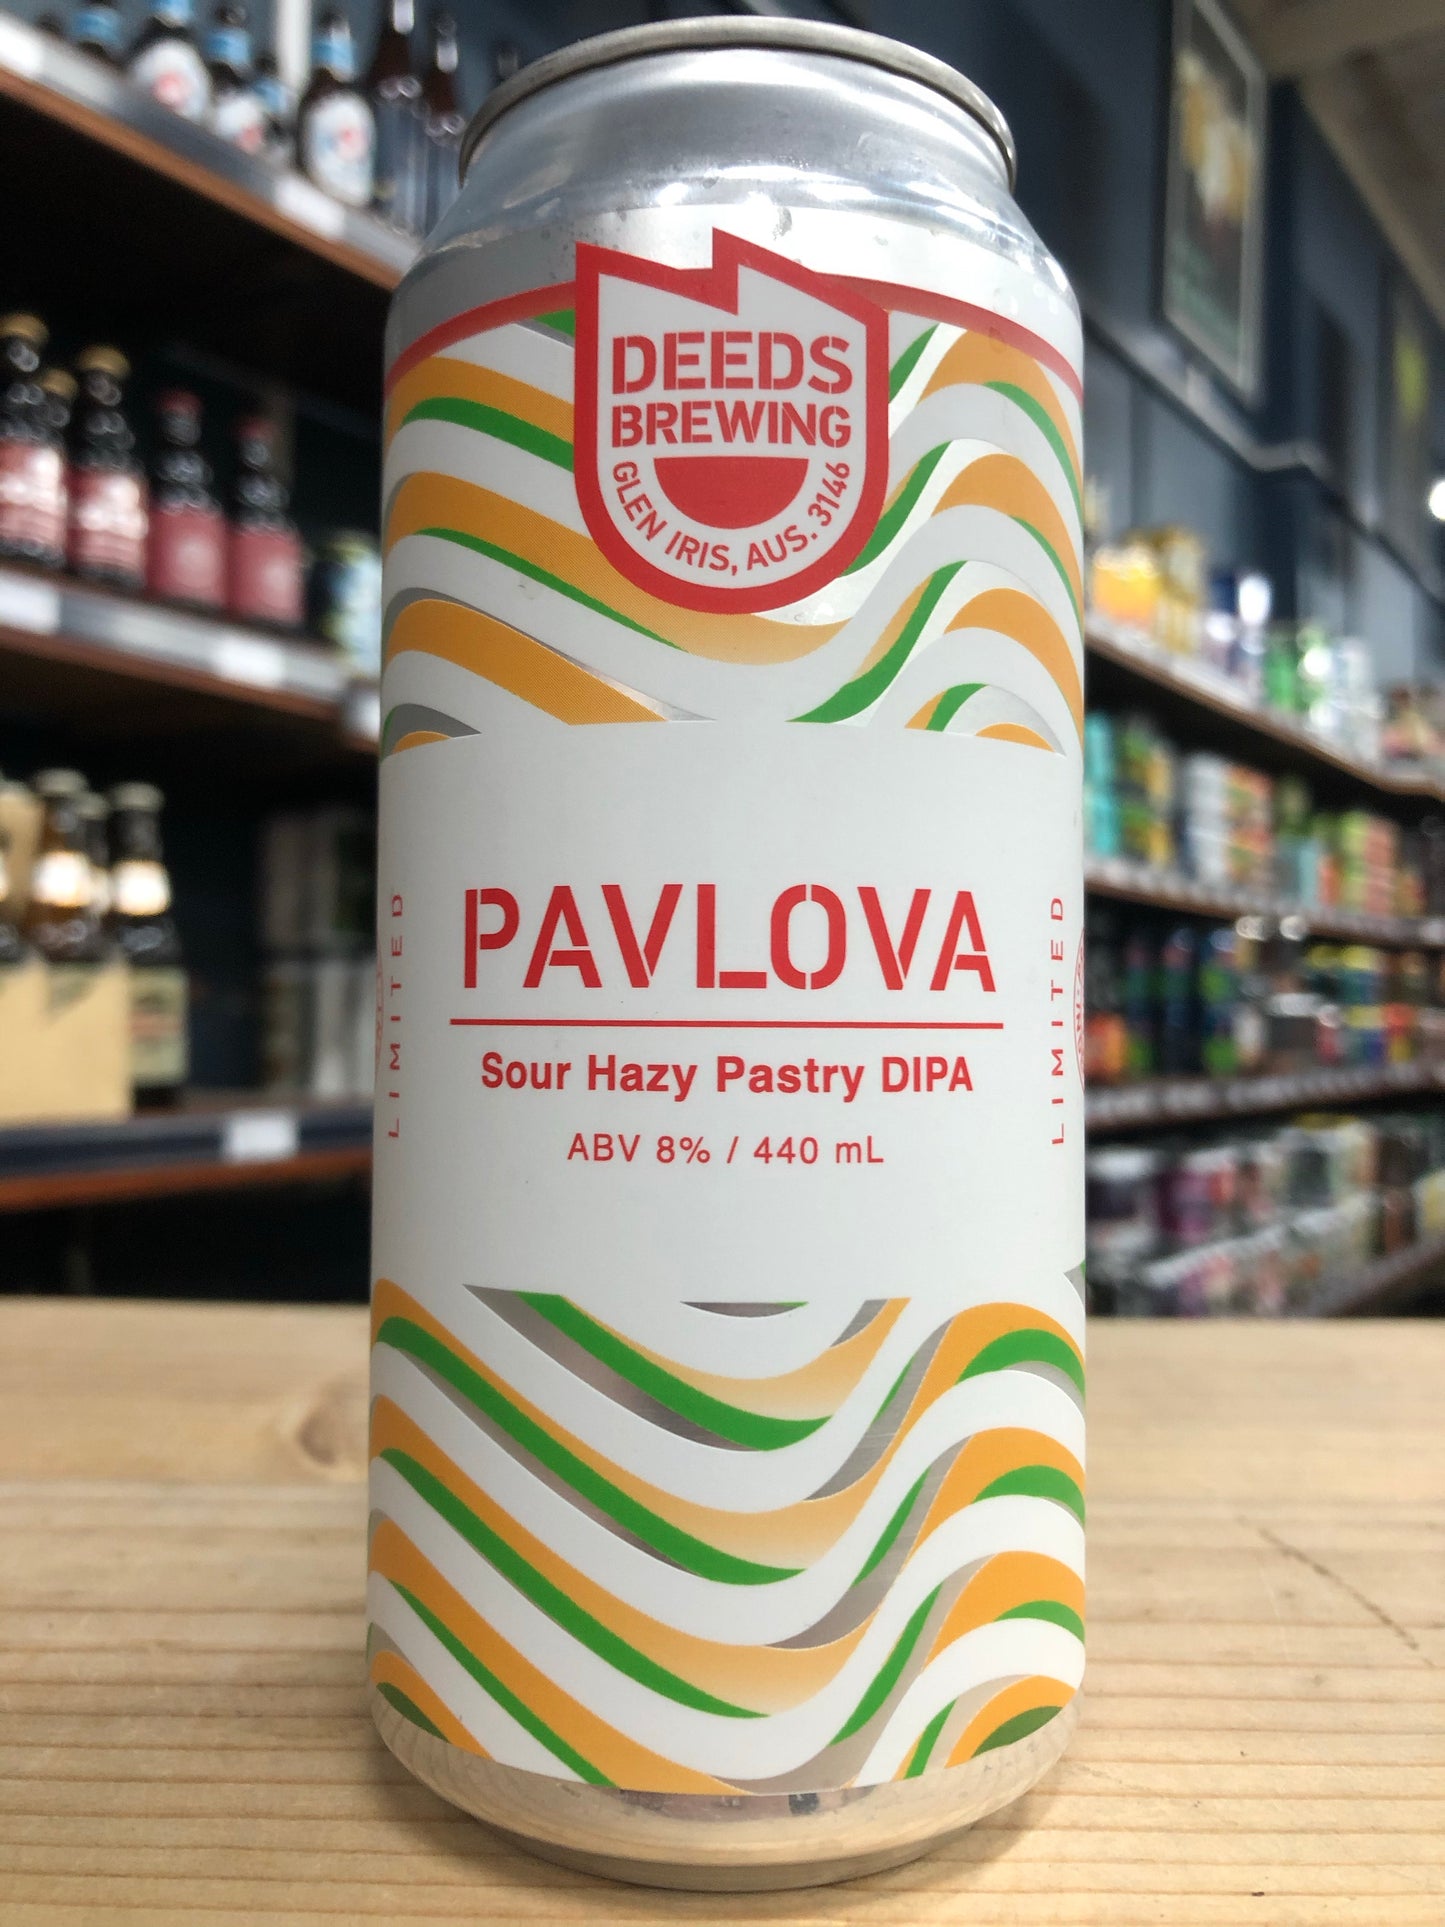 DEEDS
BREWING
GLEN IRIS, AUS. 3146
PAVLOVA
Sour Hazy Pastry DIPA
ABV 8% / 440 mL
LIMITED
LIMITED